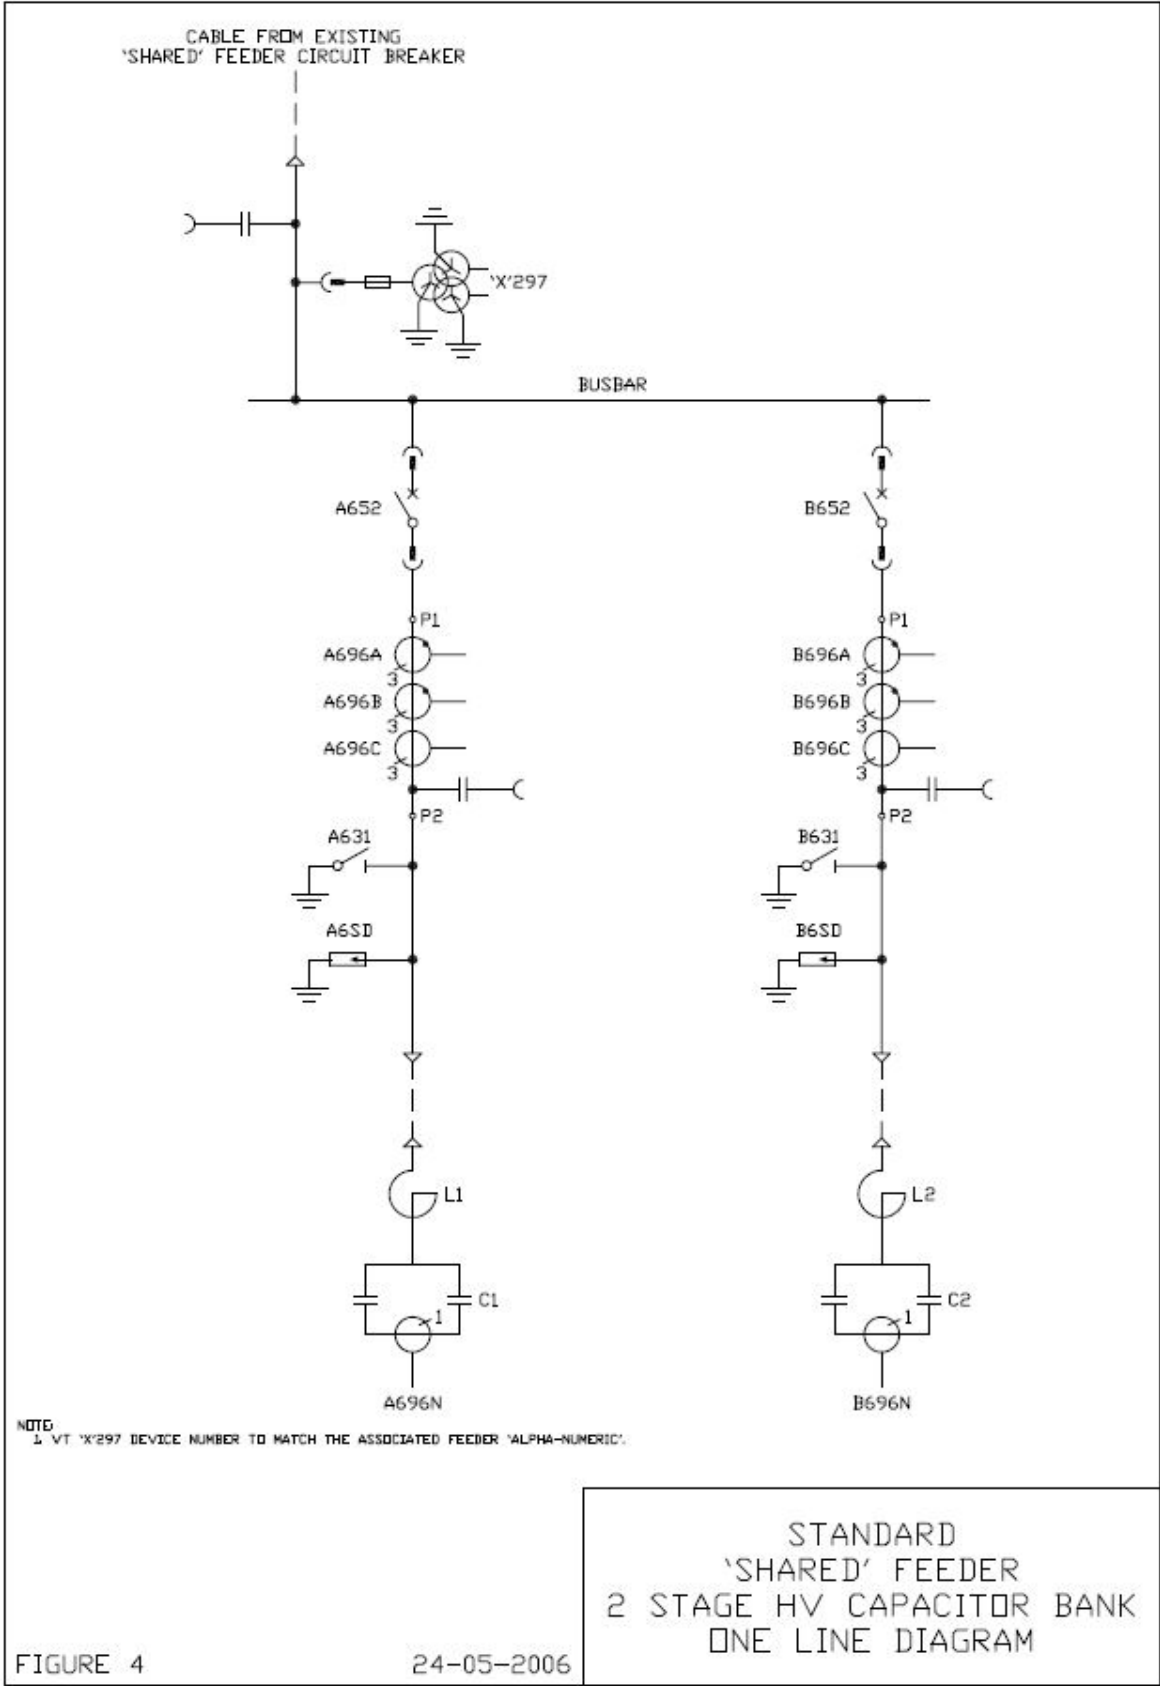 CABLE FROM EXISTING
'SHARED' FEEDER CIRCUIT BREAKER
'X'297
BUSBAR
A652
B652
P1
P1
A696A
B696A
3
3
A696B
B696B
3
3
A696C
B696C
3
3
P2
P2
A631
B631
A6SD
B6SD
L1
L2
C1
C2
1
1
A696N
B696N
NOTE:
1. VT 'X'297 DEVICE NUMBER TO MATCH THE ASSOCIATED FEEDER 'ALPHA-NUMERIC'.
STANDARD
'SHARED' FEEDER
2 STAGE HV CAPACITOR BANK
ONE LINE DIAGRAM
FIGURE 4
24-05-2006